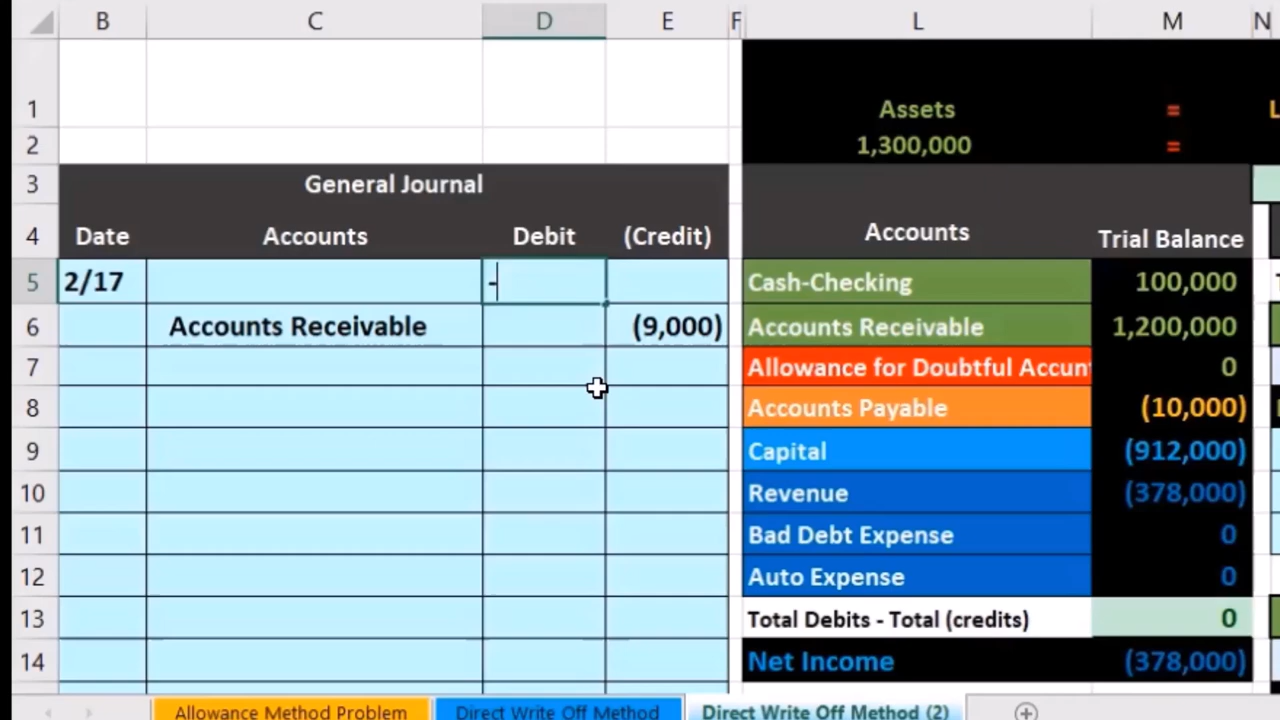 B C D E F L M N
1 Assets = L
2 1,300,000 =
3 General Journal
4 Date Accounts Debit (Credit) Accounts Trial Balance
5 2/17 - Cash-Checking 100,000
6 Accounts Receivable (9,000) Accounts Receivable 1,200,000
7 Allowance for Doubtful Accun 0
8 Accounts Payable (10,000)
9 Capital (912,000)
10 Revenue (378,000)
11 Bad Debt Expense 0
12 Auto Expense 0
13 Total Debits - Total (credits) 0
14 Net Income (378,000)
Allowance Method Problem Direct Write Off Method Direct Write Off Method (2)